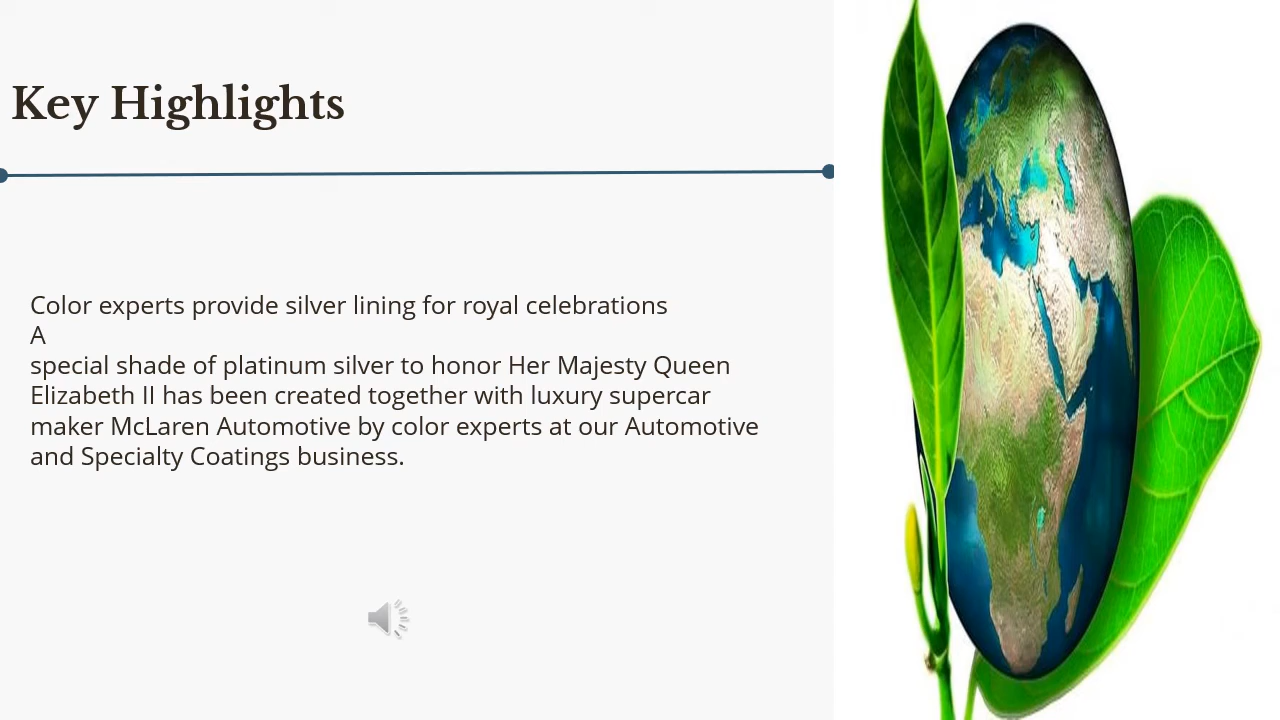 Key Highlights
Color experts provide silver lining for royal celebrations
A
special shade of platinum silver to honor Her Majesty Queen
Elizabeth II has been created together with luxury supercar
maker McLaren Automotive by color experts at our Automotive
and Specialty Coatings business.